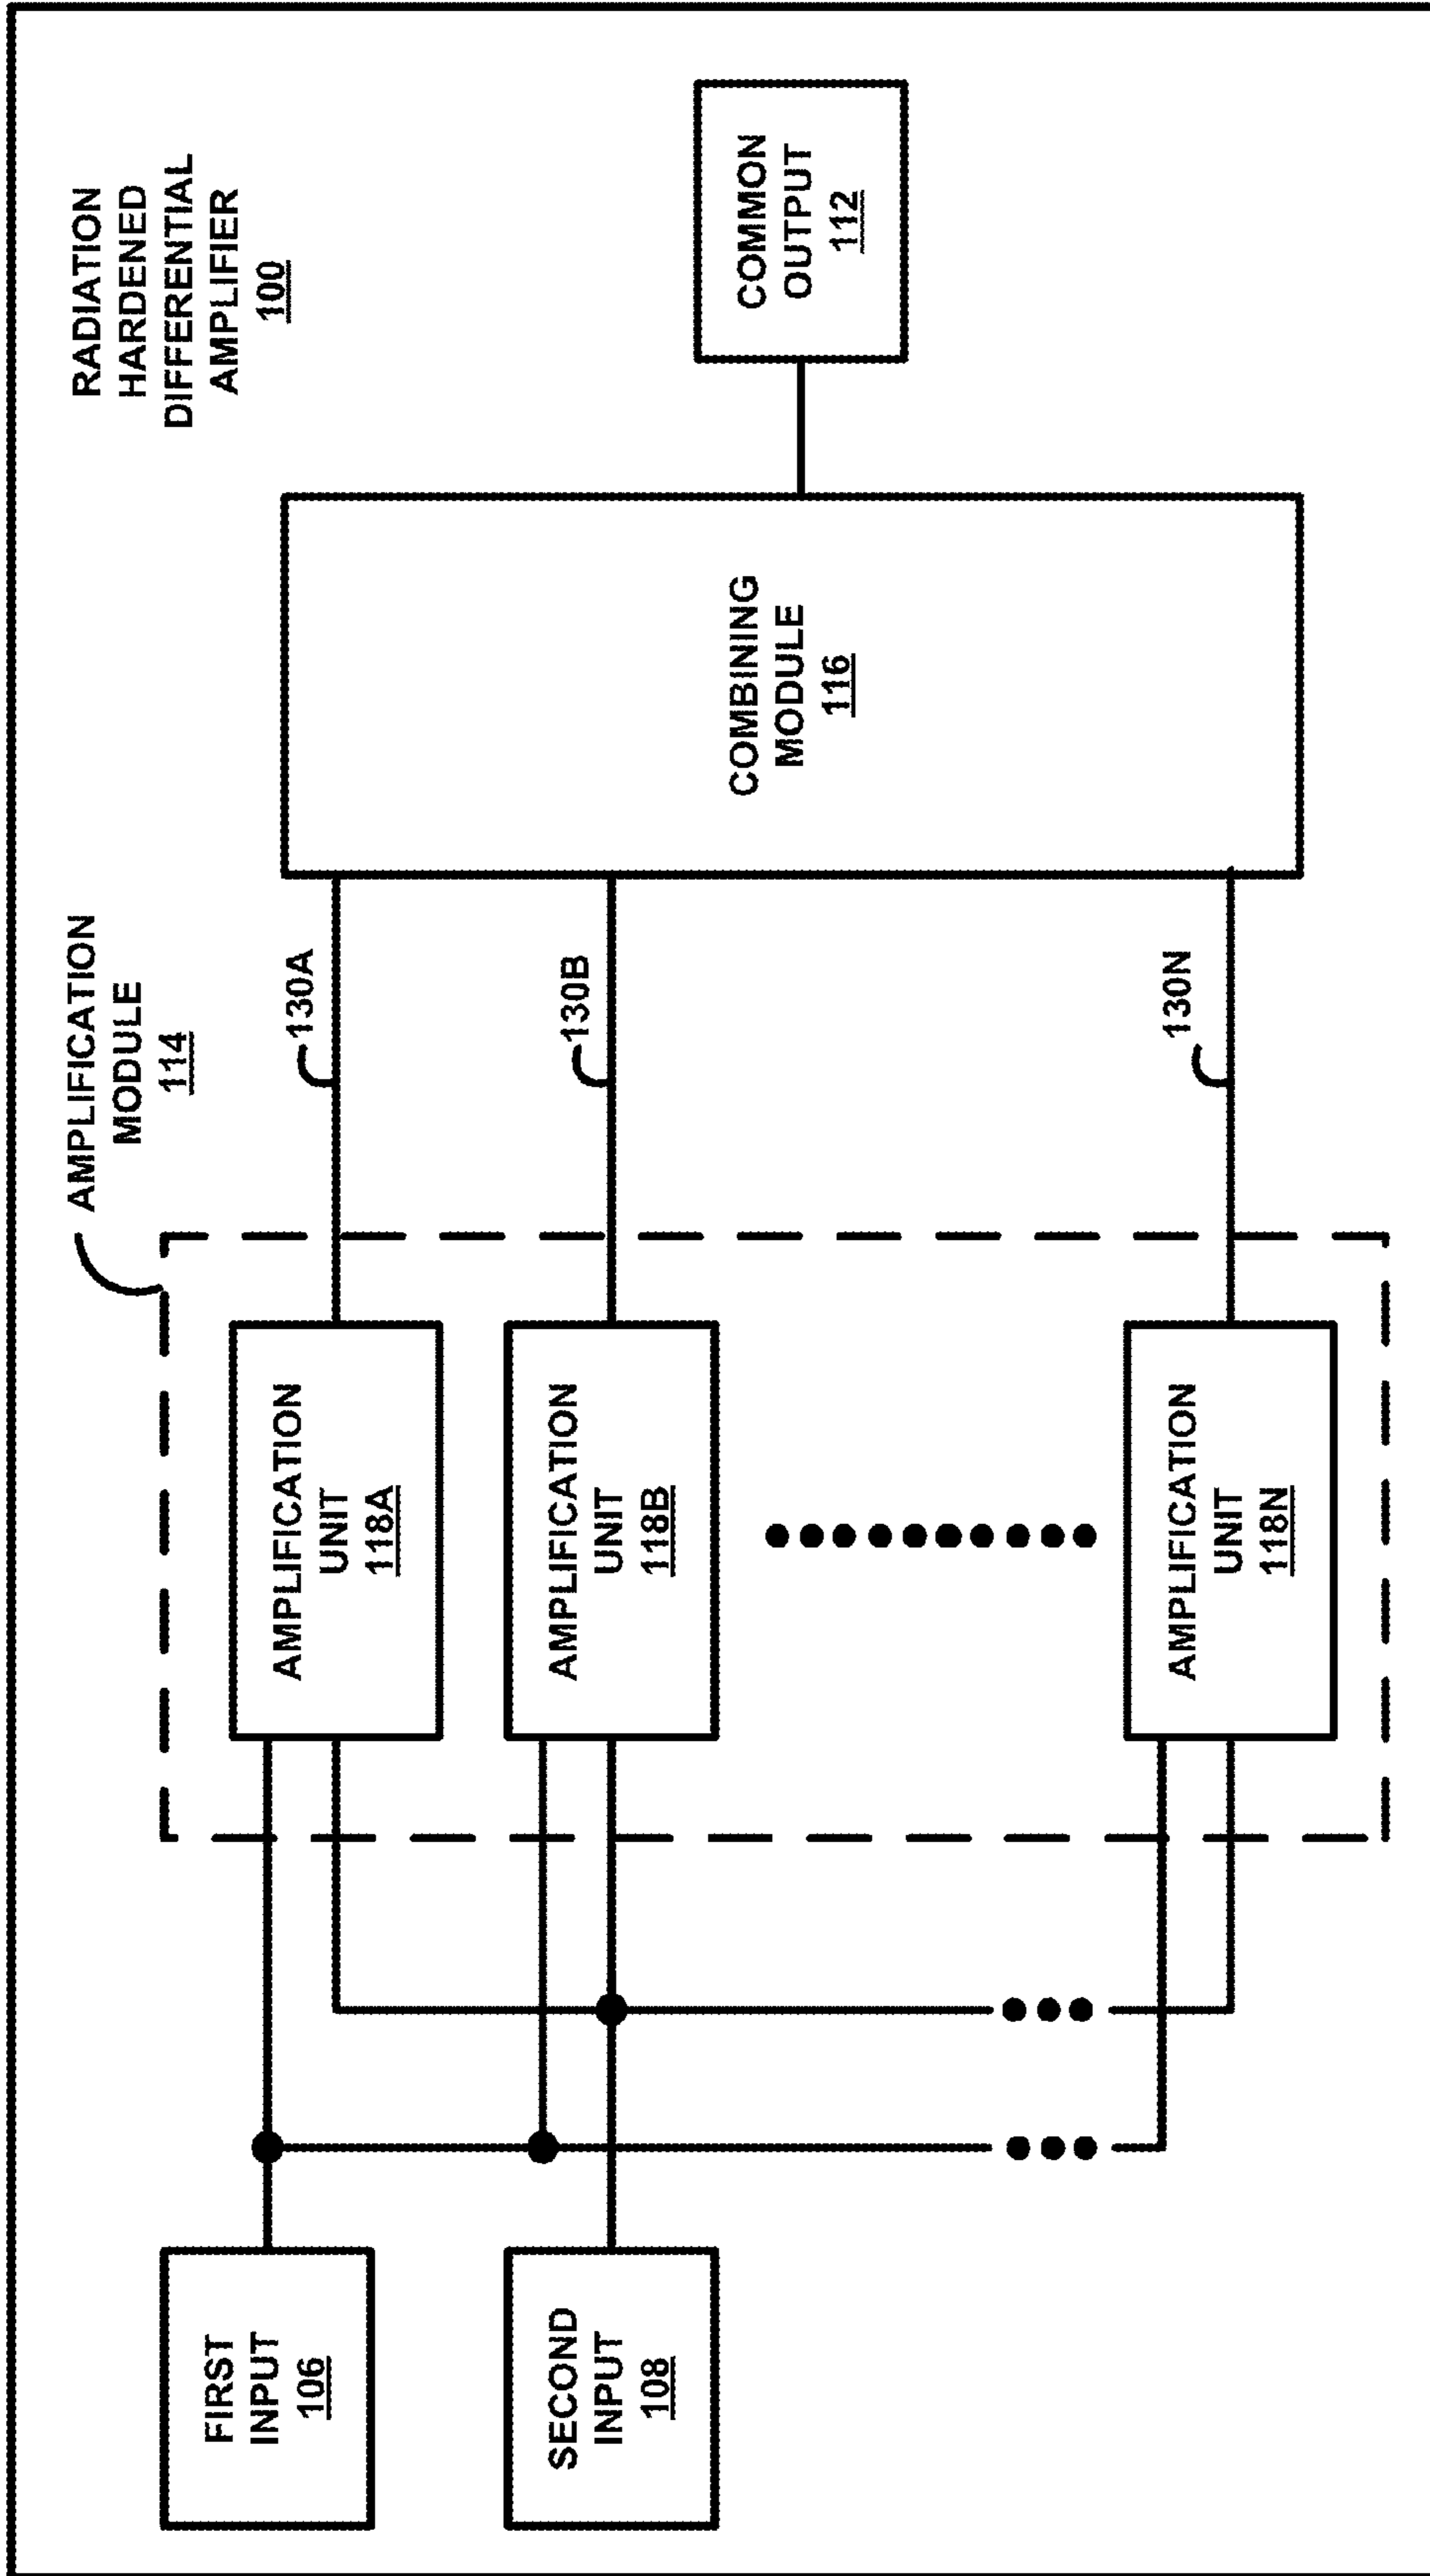 RADIATION
HARDENED
DIFFERENTIAL
AMPLIFIER
100
AMPLIFICATION
MODULE
114
FIRST
INPUT
106
SECOND
INPUT
108
AMPLIFICATION
UNIT
118A
AMPLIFICATION
UNIT
118B
AMPLIFICATION
UNIT
118N
130A
130B
130N
COMBINING
MODULE
116
COMMON
OUTPUT
112